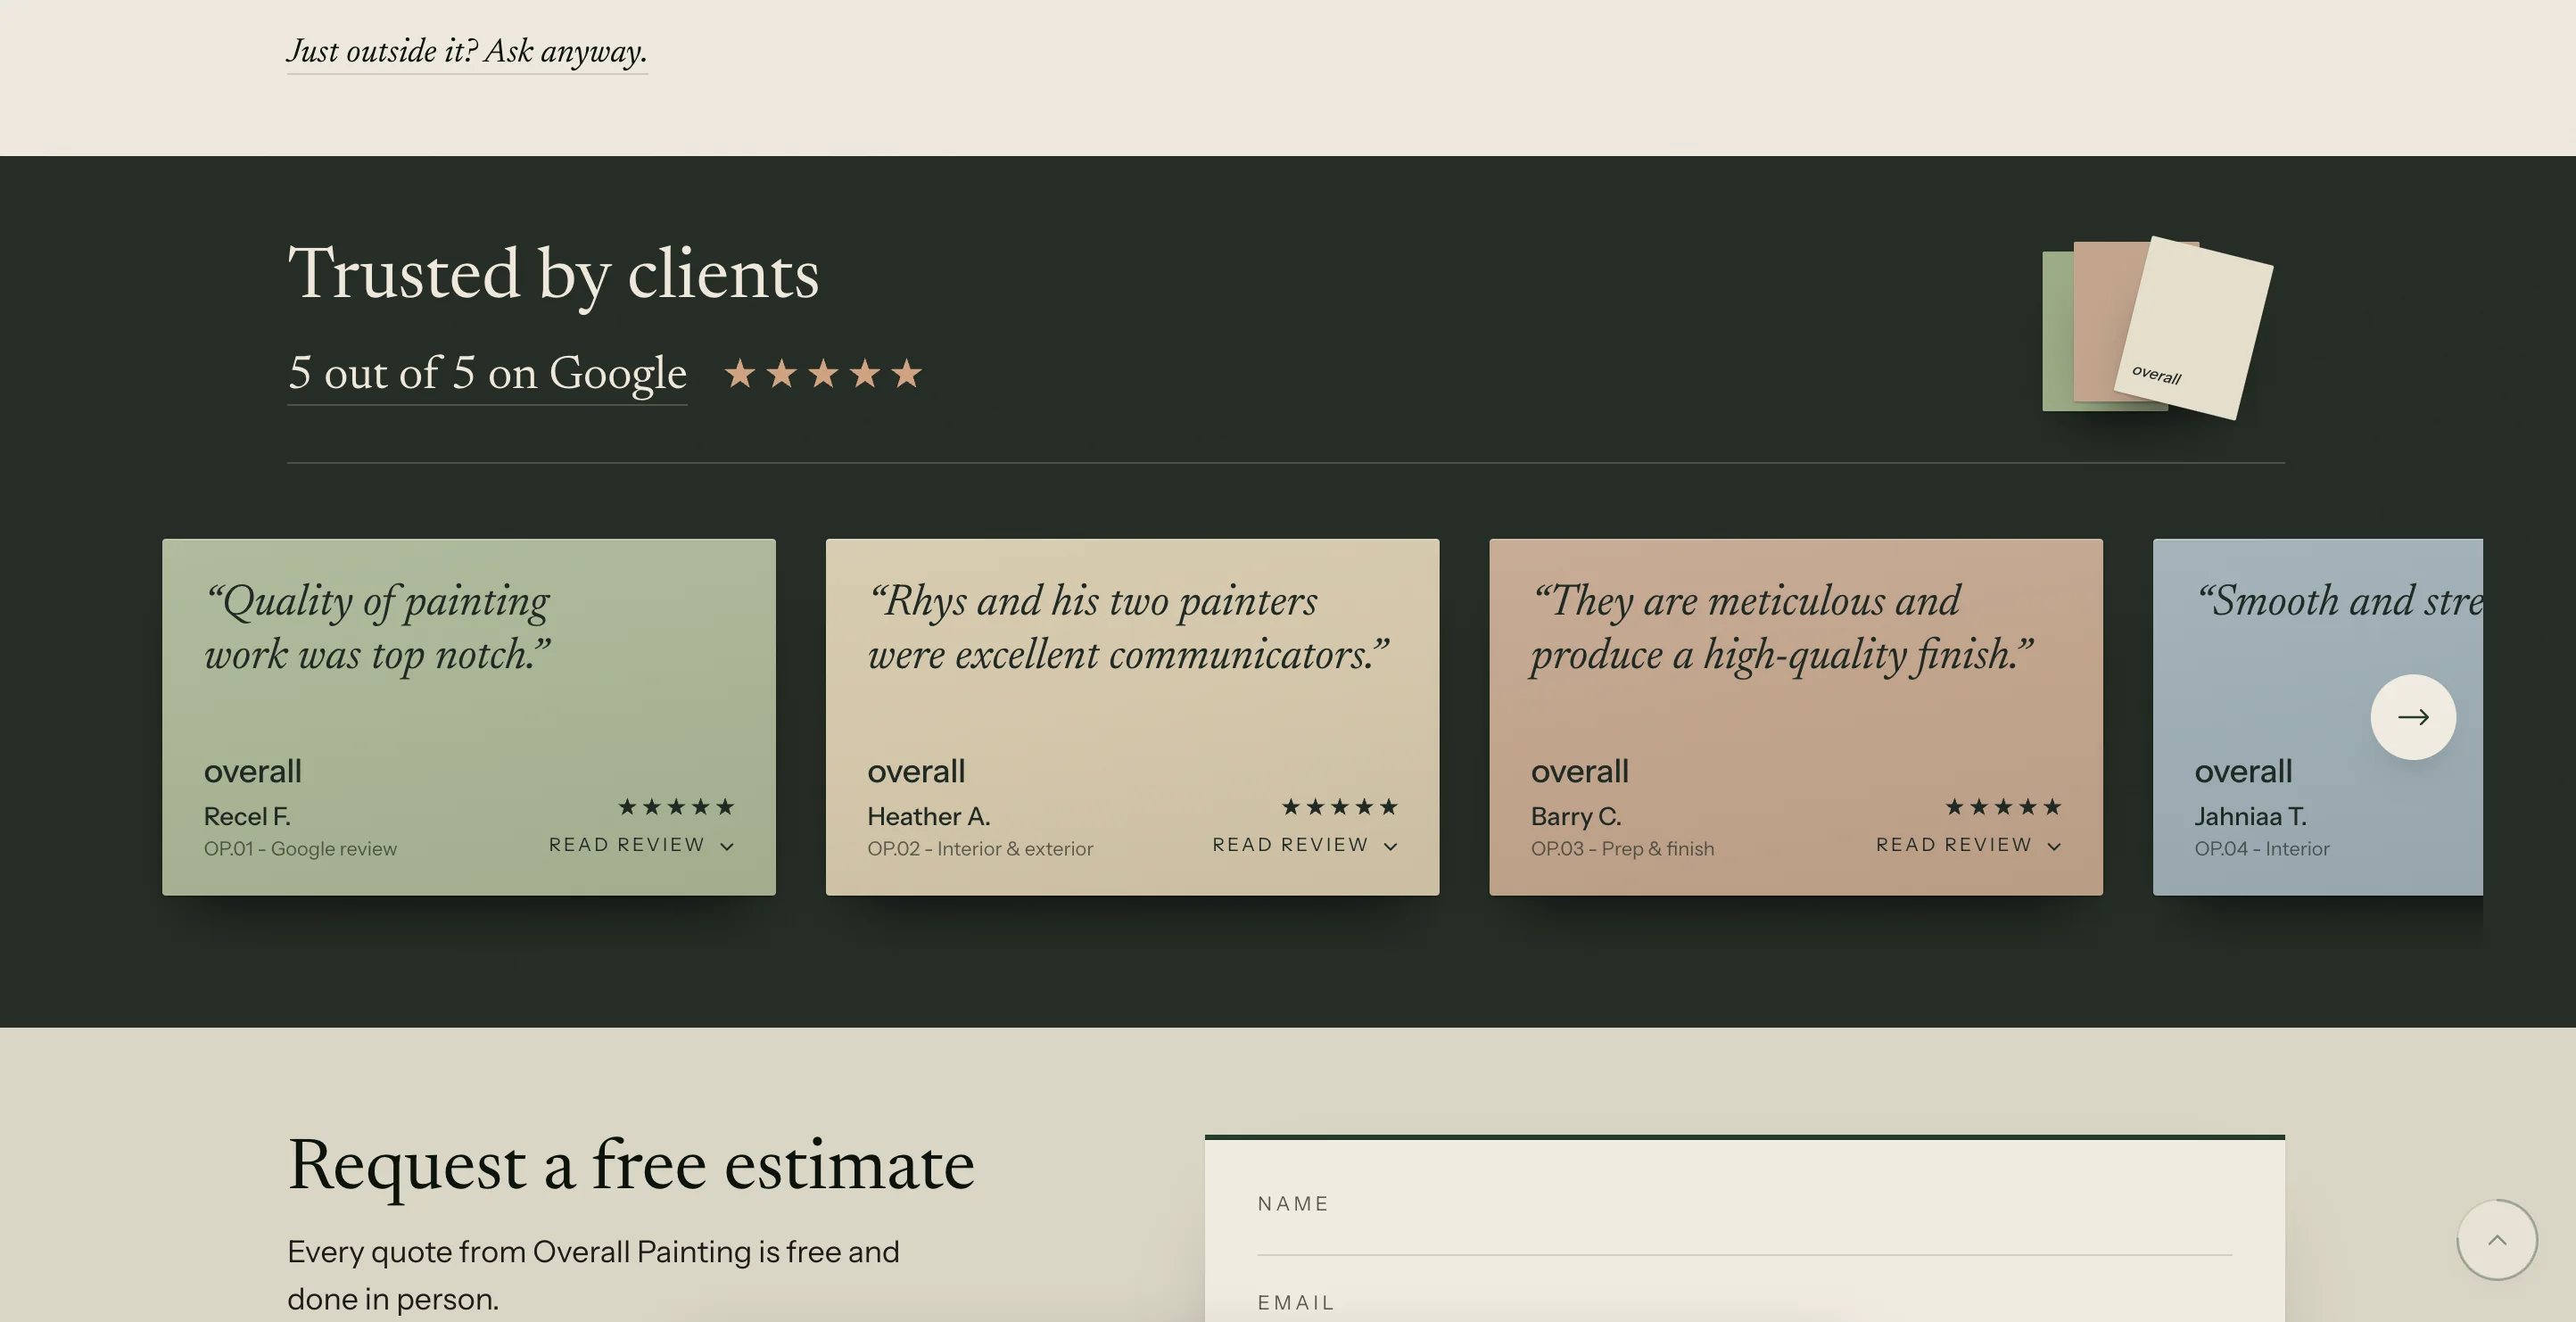 Just outside it? Ask anyway.
Trusted by clients
5 out of 5 on Google
overall
“Quality of painting
work was top notch.”
overall
Recel F.
OP.01 - Google review
READ REVIEW
“Rhys and his two painters
were excellent communicators.”
overall
Heather A.
OP.02 - Interior & exterior
READ REVIEW
“They are meticulous and
produce a high-quality finish.”
overall
Barry C.
OP.03 - Prep & finish
READ REVIEW
“Smooth and stre
overall
Jahniaa T.
OP.04 - Interior
Request a free estimate
Every quote from Overall Painting is free and
done in person.
NAME
EMAIL